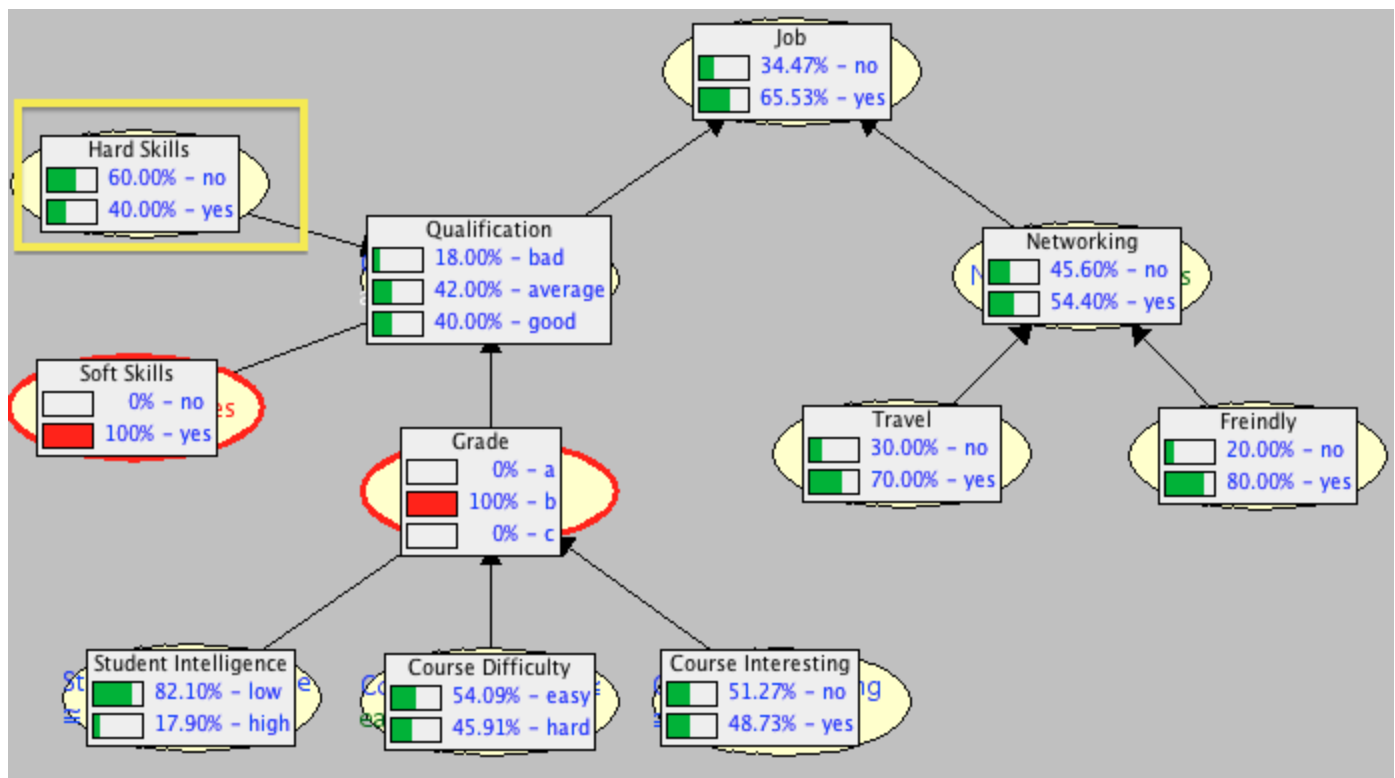 Job
34.47% - no
65.53% - yes
Hard Skills
60.00% - no
40.00% - yes
Qualification
18.00% - bad
42.00% - average
40.00% - good
Networking
45.60% - no
54.40% - yes
Soft Skills
0% - no
100% - yes
Grade
0% - a
100% - b
0% - c
Travel
30.00% - no
70.00% - yes
Freindly
20.00% - no
80.00% - yes
Student Intelligence
82.10% - low
17.90% - high
Course Difficulty
54.09% - easy
45.91% - hard
Course Interesting
51.27% - no
48.73% - yes